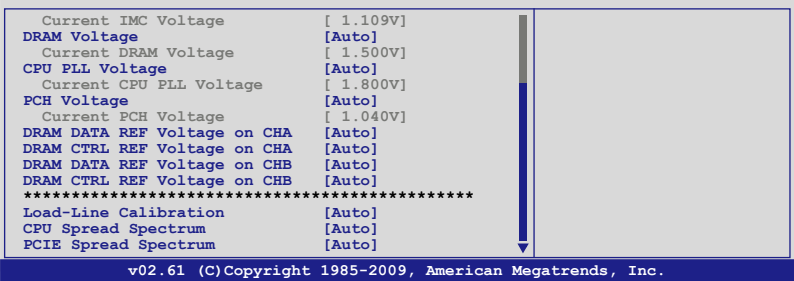 Current IMC Voltage [ 1.109V]
DRAM Voltage [Auto]
Current DRAM Voltage [ 1.500V]
CPU PLL Voltage [Auto]
Current CPU PLL Voltage [ 1.800V]
PCH Voltage [Auto]
Current PCH Voltage [ 1.040V]
DRAM DATA REF Voltage on CHA [Auto]
DRAM CTRL REF Voltage on CHA [Auto]
DRAM DATA REF Voltage on CHB [Auto]
DRAM CTRL REF Voltage on CHB [Auto]
***********************************************
Load-Line Calibration [Auto]
CPU Spread Spectrum [Auto]
PCIE Spread Spectrum [Auto]
v02.61 (C)Copyright 1985-2009, American Megatrends, Inc.